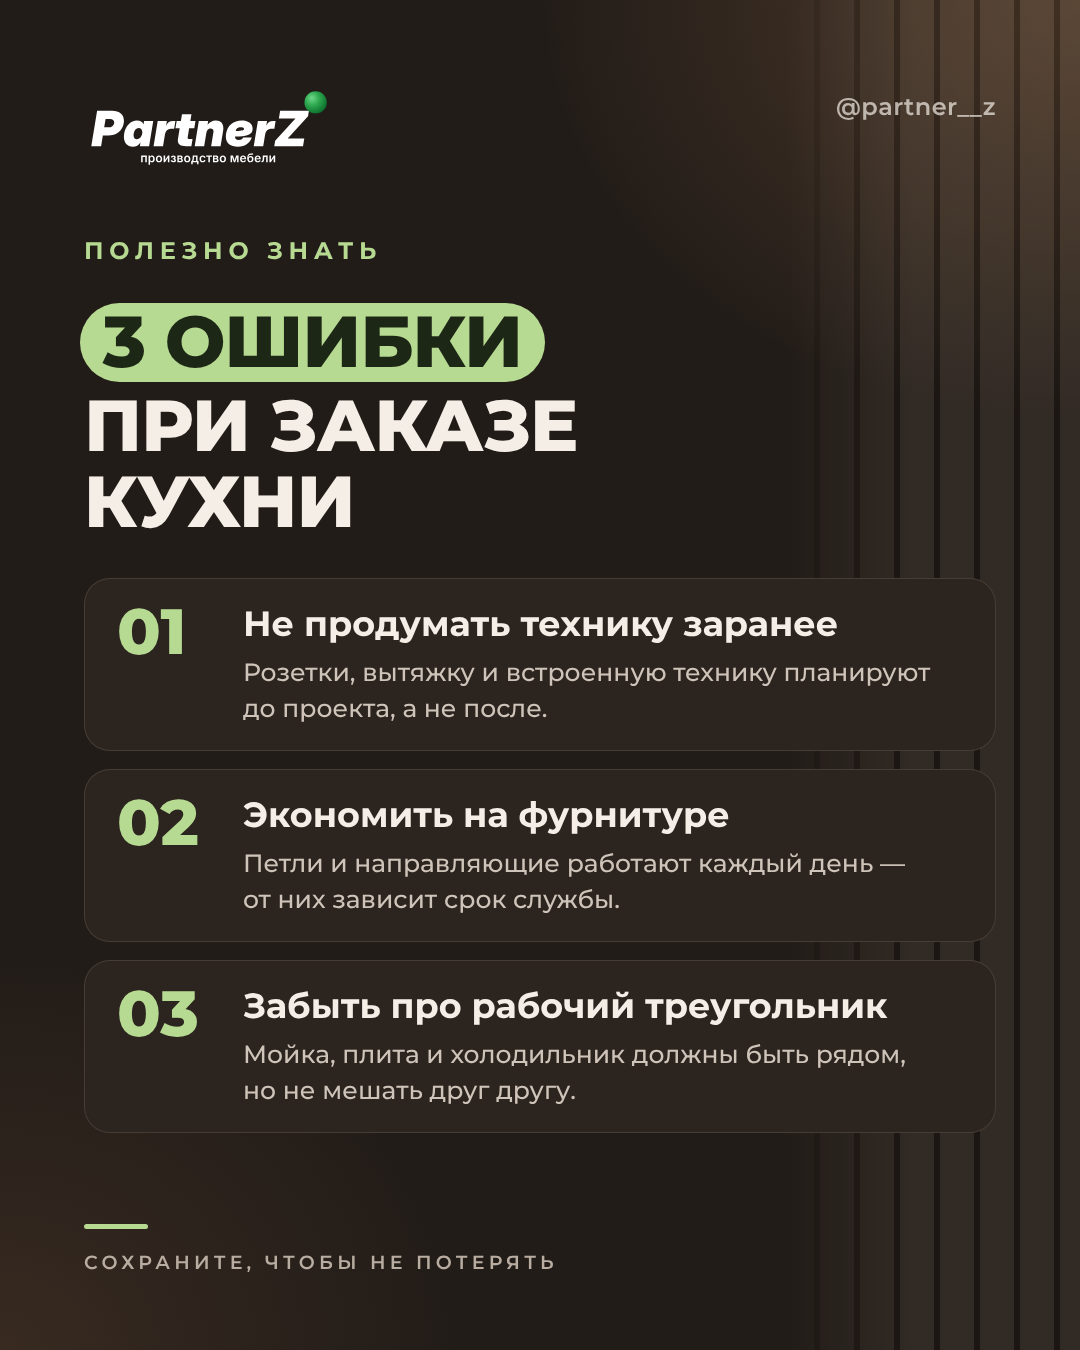 PartnerZ
производство мебели
@partner__z
ПОЛЕЗНО ЗНАТЬ
3 ОШИБКИ
ПРИ ЗАКАЗЕ
КУХНИ
01
Не продумать технику заранее
Розетки, вытяжку и встроенную технику планируют
до проекта, а не после.
02
Экономить на фурнитуре
Петли и направляющие работают каждый день —
от них зависит срок службы.
03
Забыть про рабочий треугольник
Мойка, плита и холодильник должны быть рядом,
но не мешать друг другу.
СОХРАНИТЕ, ЧТОБЫ НЕ ПОТЕРЯТЬ